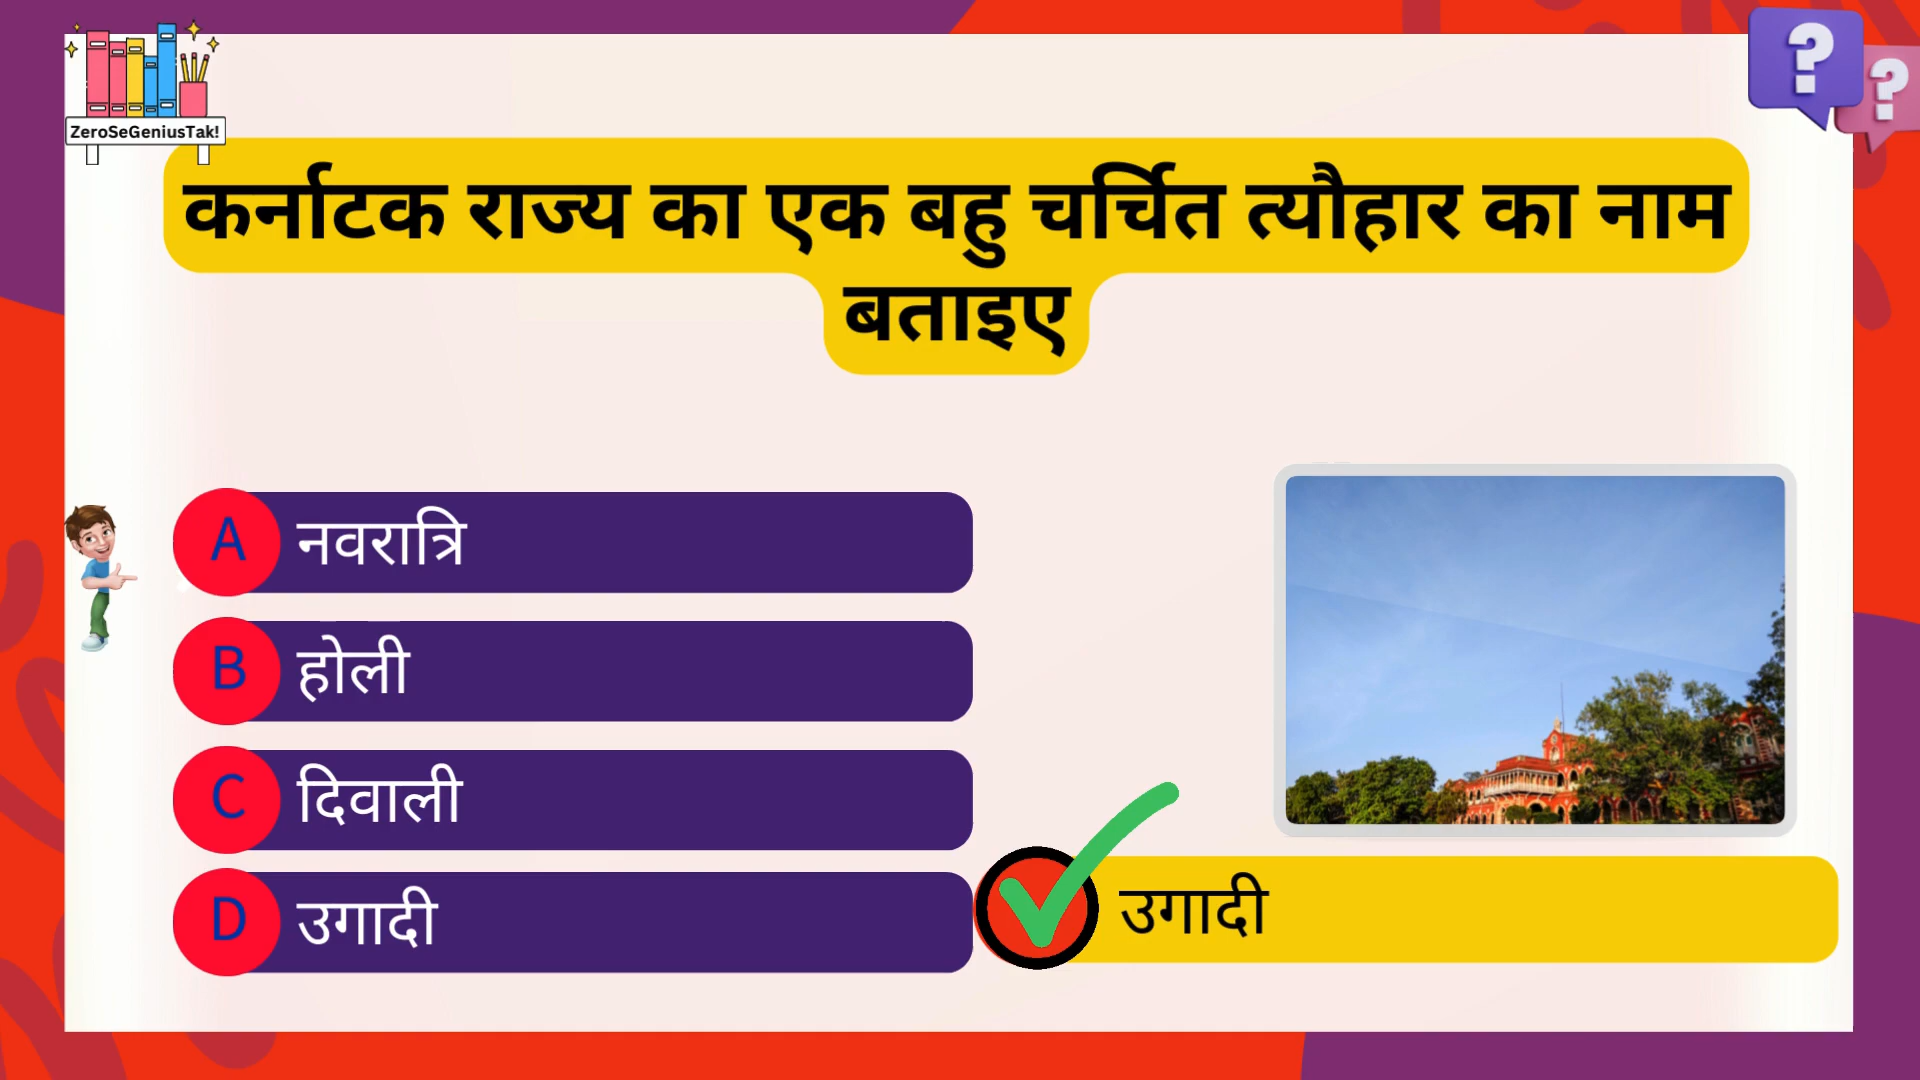 ZeroSeGeniusTak!
? ?
कर्नाटक राज्य का एक बहु चर्चित त्यौहार का नाम
बताइए
A नवरात्रि
B होली
C दिवाली
D उगादी
उगादी